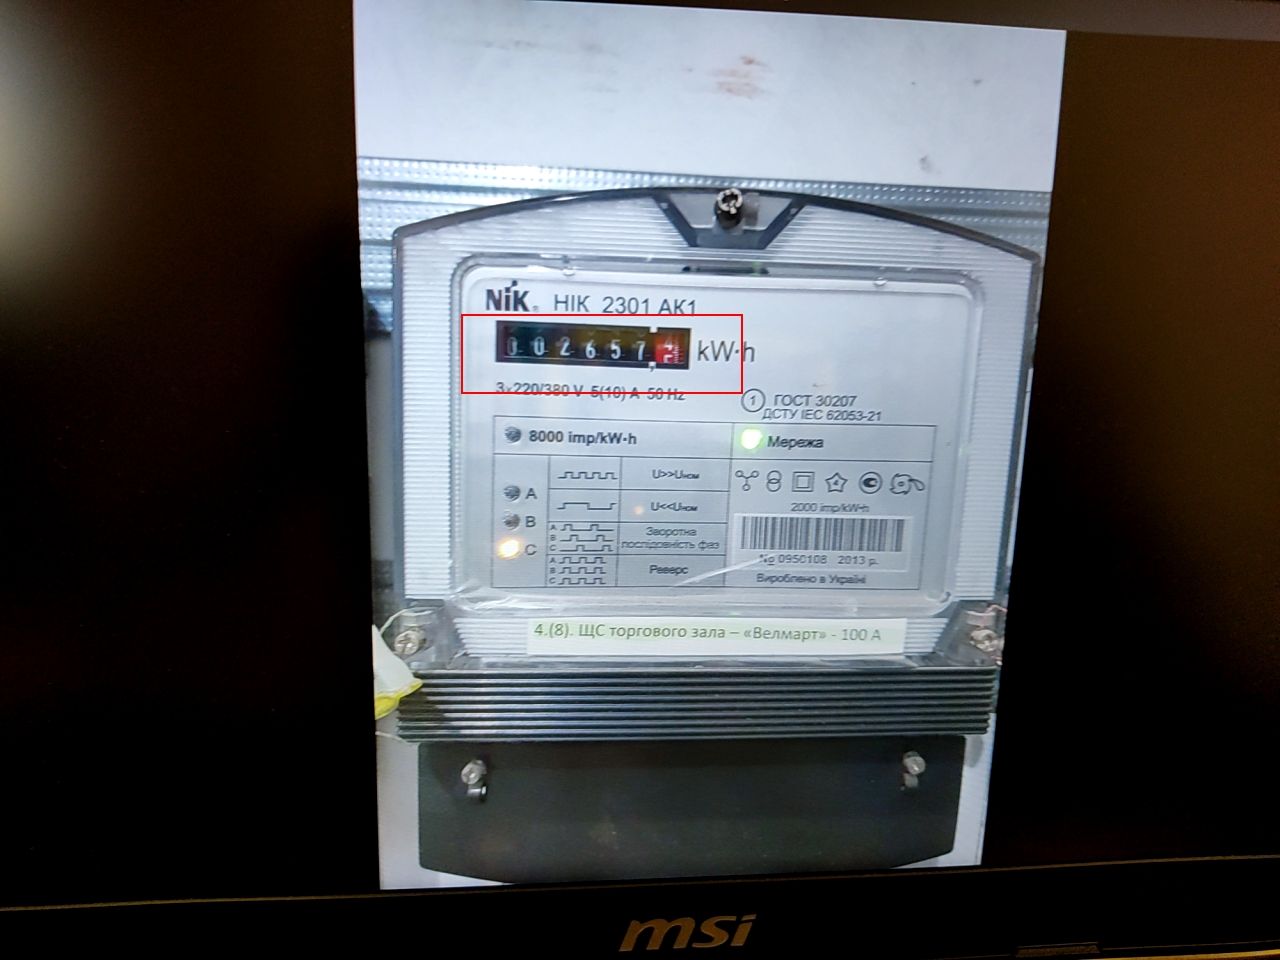 NiK® НІК 2301 АК1
002657, kW·h
3x220/380 V 5(10) A 50 Hz
1 ГОСТ 30207
ДСТУ IEC 62053-21
8000 imp/kW·h
Мережа
U>>Uном
A
U<<Uном
2000 imp/kW·h
B
A
B
C
Зворотна
послідовність фаз
C
A
B
C
Реверс
№ 0950108 2013 р.
Вироблено в Україні
4.(8). ЩС торгового зала – «Велмарт» - 100 А
msi